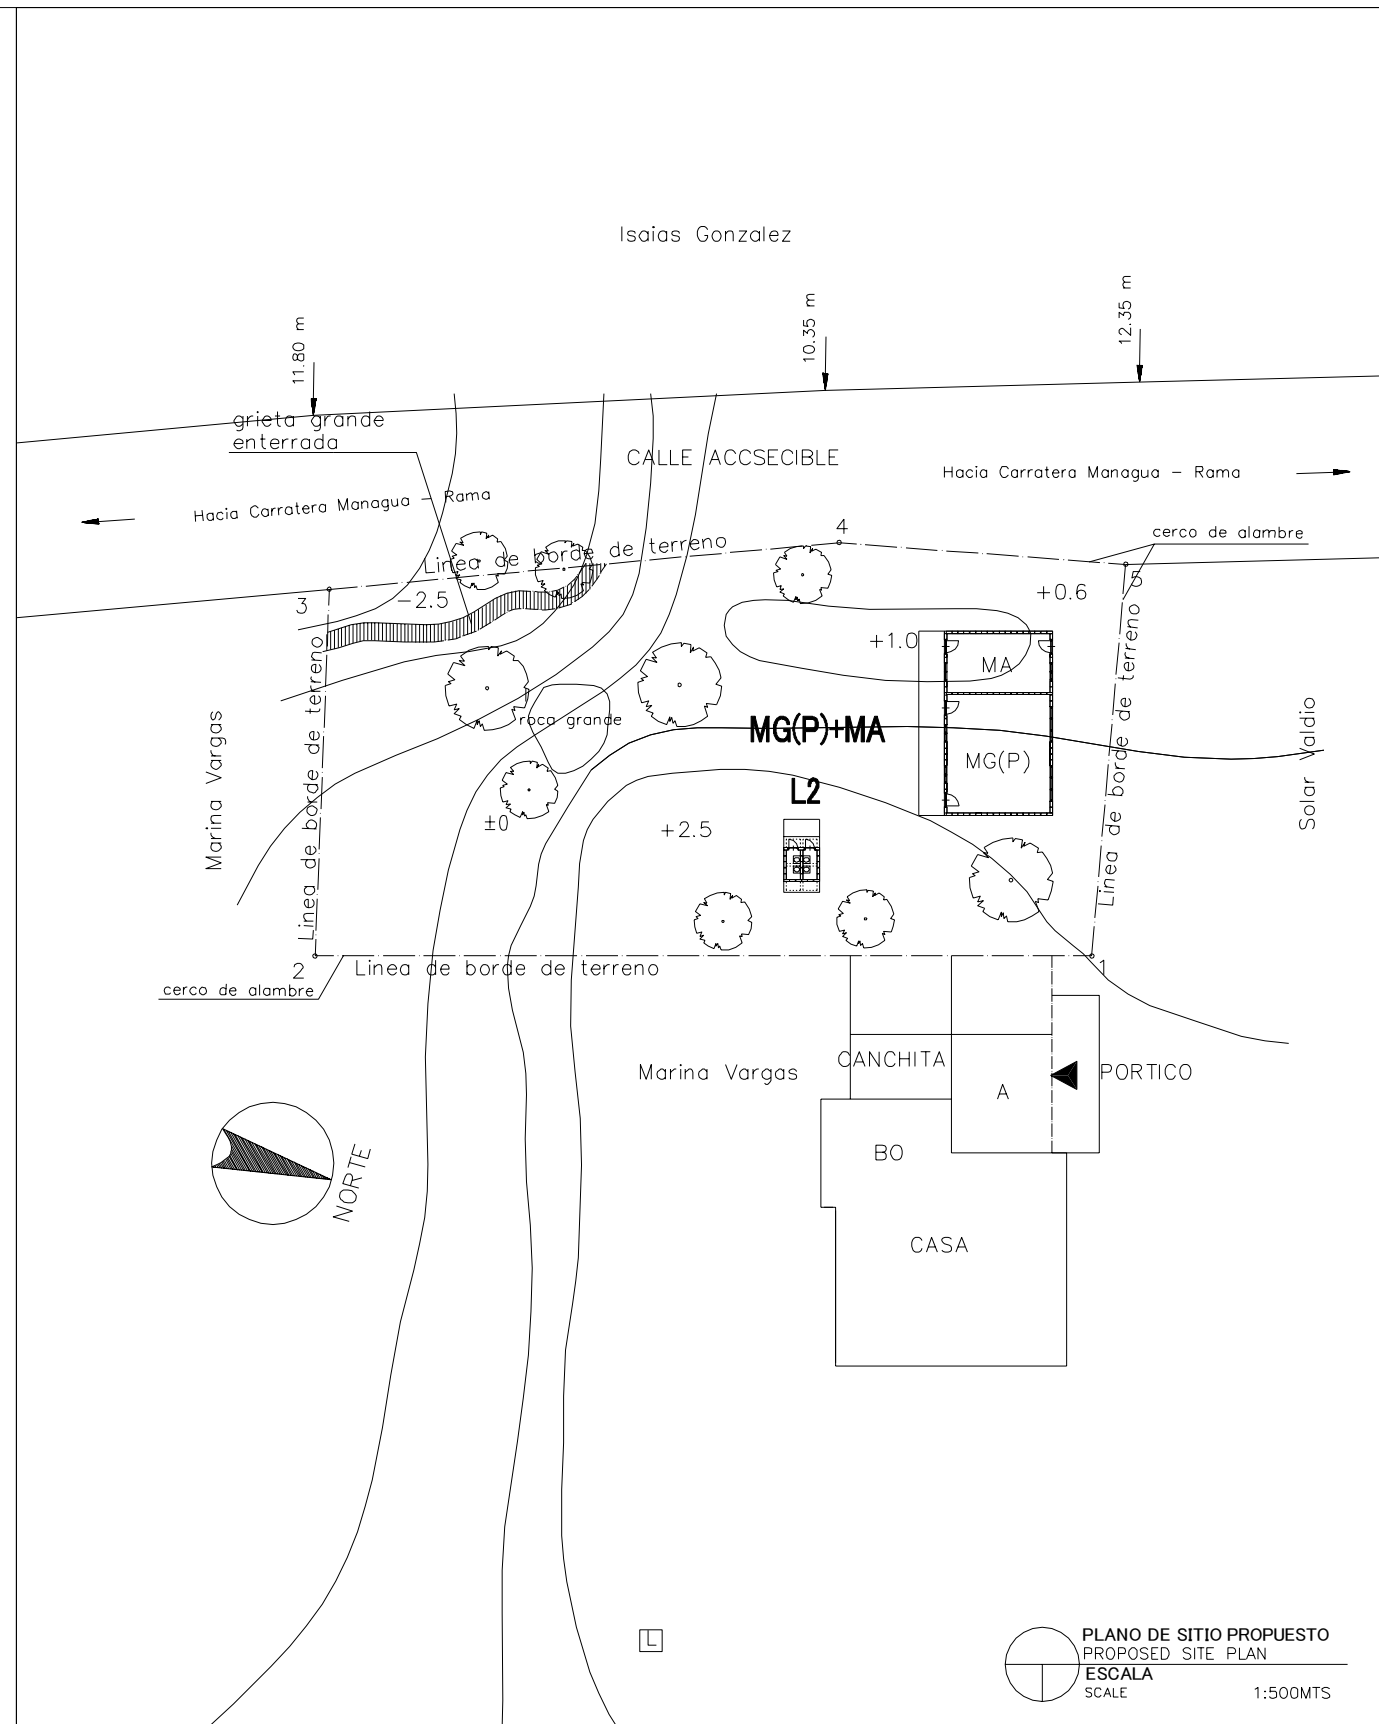 Isaias Gonzalez
11.80 m
10.35 m
12.35 m
grieta grande
enterrada
CALLE ACCSECIBLE
Hacia Carratera Managua - Rama
Hacia Carratera Managua - Rama
cerco de alambre
Linea de borde de terreno
4
5
3
-2.5
+0.6
+1.0
MA
roca grande
MG(P)+MA
MG(P)
L2
±0
+2.5
Marina Vargas
Linea de borde de terreno
Linea de borde de terreno
Solar Valdio
2
Linea de borde de terreno
1
cerco de alambre
Marina Vargas
CANCHITA
A
PORTICO
BO
CASA
NORTE
L
PLANO DE SITIO PROPUESTO
PROPOSED SITE PLAN
ESCALA
SCALE 1:500MTS